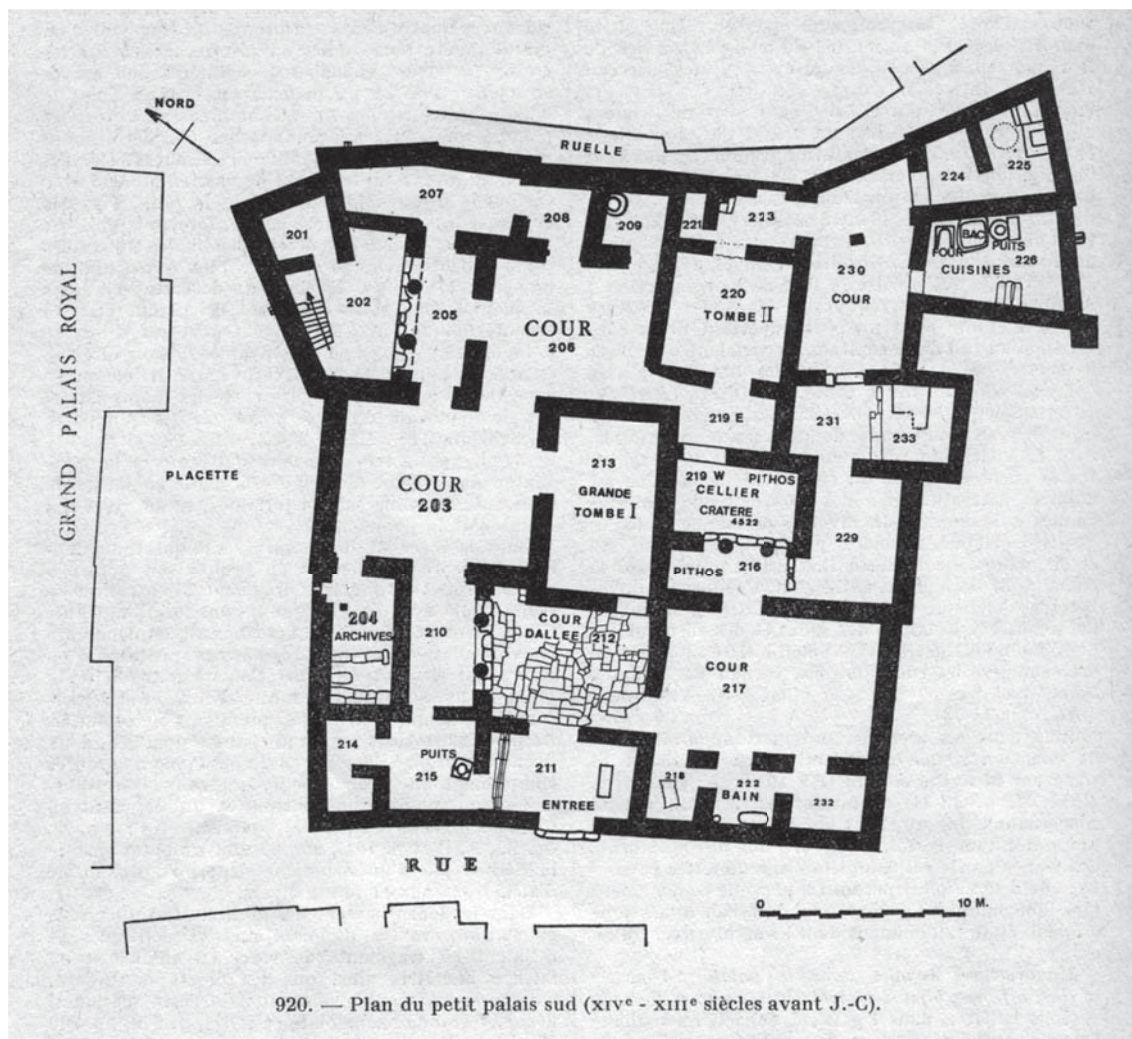 NORD
RUELLE
GRAND PALAIS ROYAL
PLACETTE
201
202
207
205
208
209
221
223
224
225
FOUR
BAC
PUITS
226
CUISINES
230
COUR
220
TOMBE II
COUR
206
219 E
231
233
213
GRANDE
TOMBE I
219 W PITHOS
CELLIER
CRATERE
4522
COUR
203
229
PITHOS
216
204
ARCHIVES
210
COUR
DALLEE
212
COUR
217
214
PUITS
215
211
ENTREE
218
222
BAIN
232
RUE
0 10 M.
920. — Plan du petit palais sud (XIVe - XIIIe siècles avant J.-C).